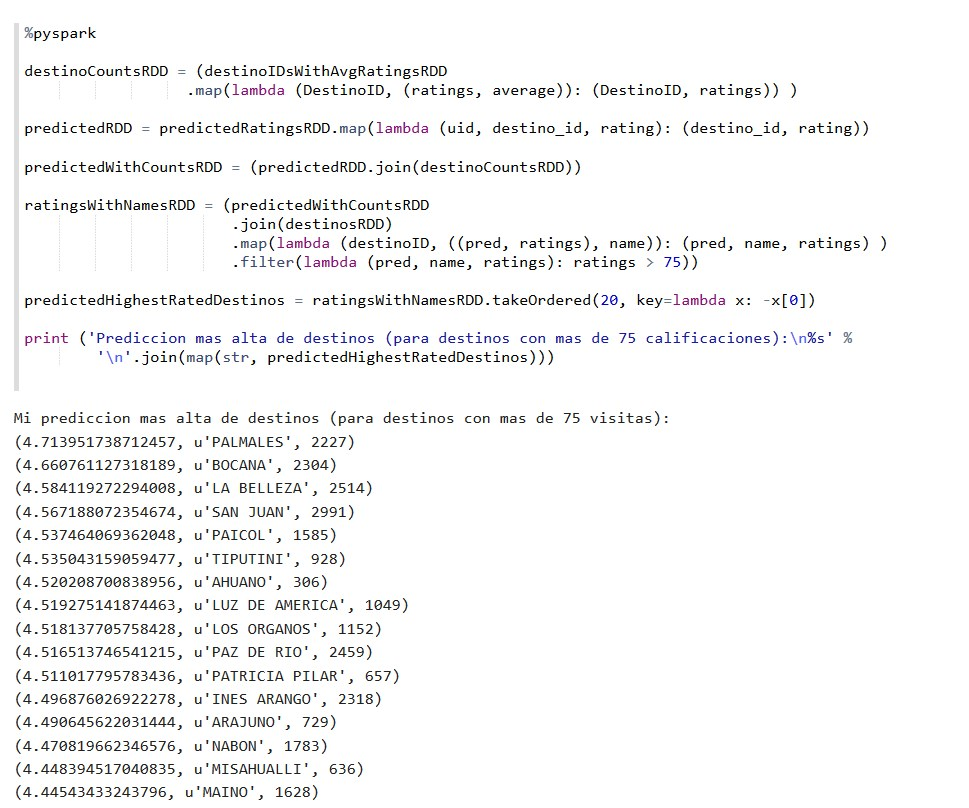 %pyspark
destinoCountsRDD = (destinoIDsWithAvgRatingsRDD
.map(lambda (DestinoID, (ratings, average)): (DestinoID, ratings)) )
predictedRDD = predictedRatingsRDD.map(lambda (uid, destino_id, rating): (destino_id, rating))
predictedWithCountsRDD = (predictedRDD.join(destinoCountsRDD))
ratingsWithNamesRDD = (predictedWithCountsRDD
.join(destinosRDD)
.map(lambda (destinoID, ((pred, ratings), name)): (pred, name, ratings) )
.filter(lambda (pred, name, ratings): ratings > 75))
predictedHighestRatedDestinos = ratingsWithNamesRDD.takeOrdered(20, key=lambda x: -x[0])
print ('Prediccion mas alta de destinos (para destinos con mas de 75 calificaciones):\n%s' %
'\n'.join(map(str, predictedHighestRatedDestinos)))
Mi prediccion mas alta de destinos (para destinos con mas de 75 visitas):
(4.713951738712457, u'PALMALES', 2227)
(4.660761127318189, u'BOCANA', 2304)
(4.584119272294008, u'LA BELLEZA', 2514)
(4.567188072354674, u'SAN JUAN', 2991)
(4.537464069362048, u'PAICOL', 1585)
(4.535043159059477, u'TIPUTINI', 928)
(4.520208700838956, u'AHUANO', 306)
(4.519275141874463, u'LUZ DE AMERICA', 1049)
(4.518137705758428, u'LOS ORGANOS', 1152)
(4.516513746541215, u'PAZ DE RIO', 2459)
(4.511017795783436, u'PATRICIA PILAR', 657)
(4.496876026922278, u'INES ARANGO', 2318)
(4.490645622031444, u'ARAJUNO', 729)
(4.470819662346576, u'NABON', 1783)
(4.448394517040835, u'MISAHUALLI', 636)
(4.44543433243796, u'MAINO', 1628)